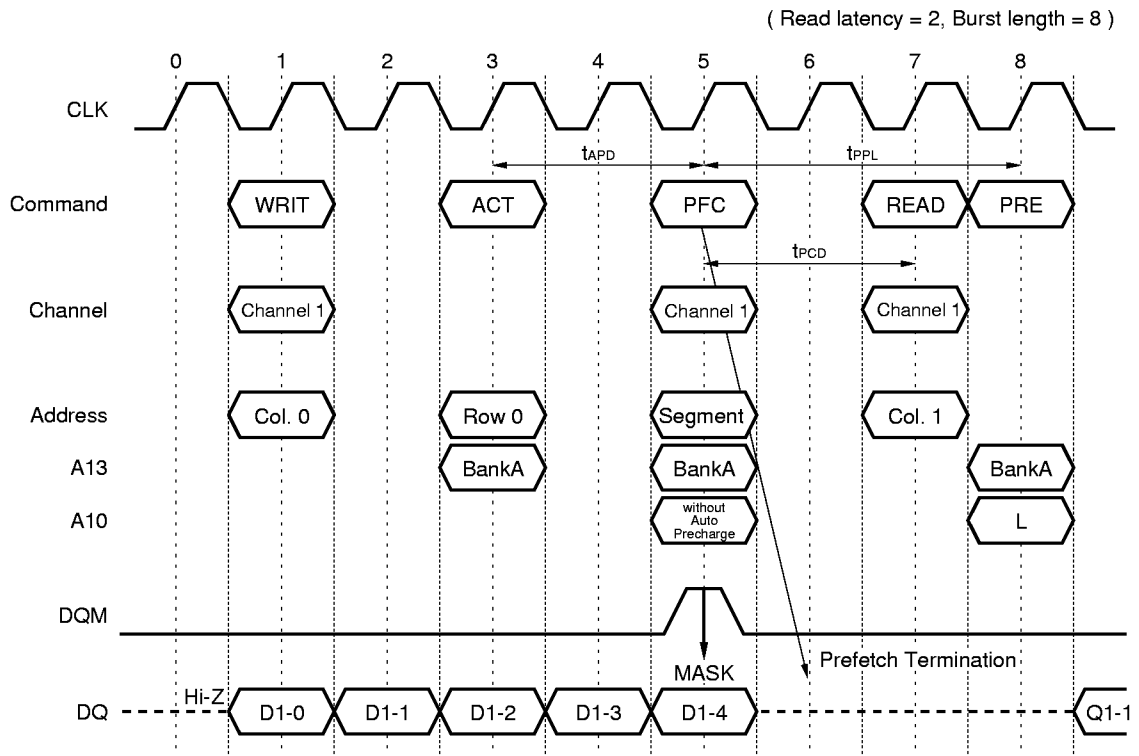 ( Read latency = 2, Burst length = 8 )
0 1 2 3 4 5 6 7 8
CLK
tAPD tPPL
Command WRIT ACT PFC READ PRE
tPCD
Channel Channel 1 Channel 1 Channel 1
Address Col. 0 Row 0 Segment Col. 1
A13 BankA BankA BankA
A10 without Auto Precharge L
DQM
MASK Prefetch Termination
Hi-Z
DQ D1-0 D1-1 D1-2 D1-3 D1-4 Q1-1